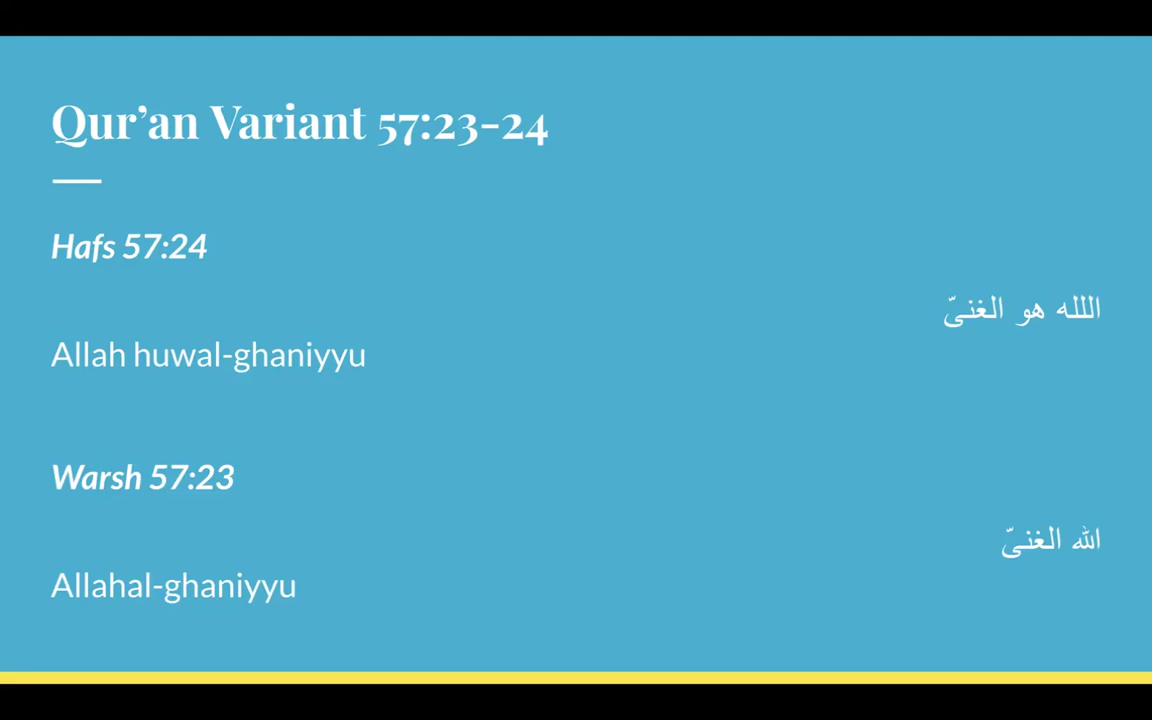 Qur’an Variant 57:23-24
Hafs 57:24
الللە هو الغنىّ
Allah huwal-ghaniyyu
Warsh 57:23
الله الغنىّ
Allahal-ghaniyyu